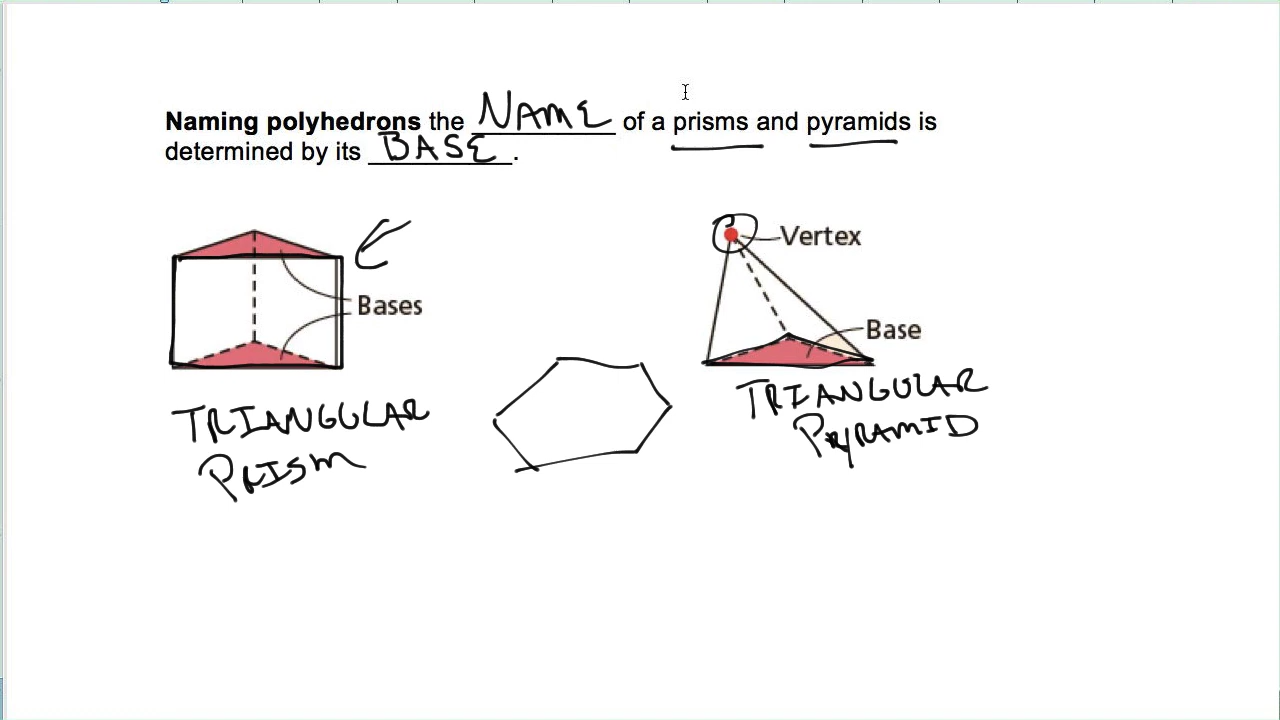 Naming polyhedrons the NAME of a prisms and pyramids is
determined by its BASE.
Vertex
Bases
Base
TRIANGULAR
PRISM
TRIANGULAR
PYRAMID